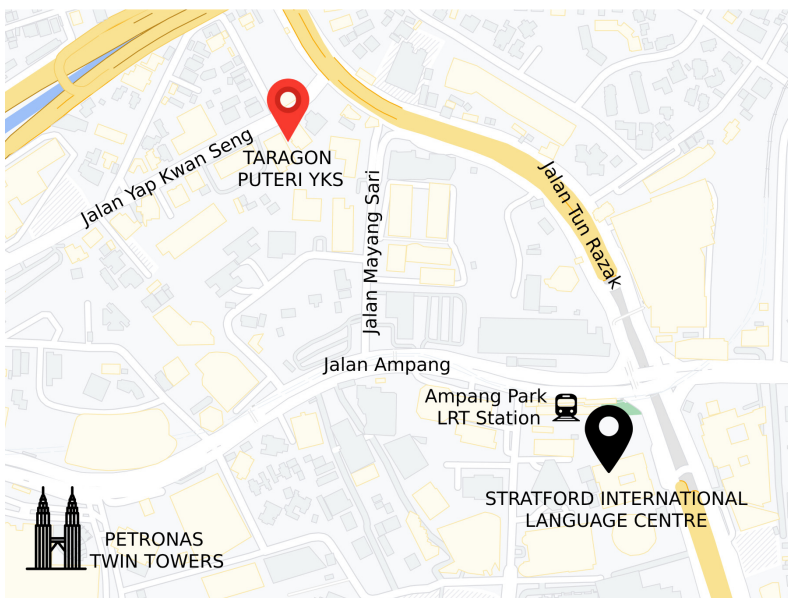 Jalan Yap Kwan Seng
TARAGON
PUTERI YKS
Jalan Mayang Sari
Jalan Tun Razak
Jalan Ampang
Ampang Park
LRT Station
STRATFORD INTERNATIONAL
LANGUAGE CENTRE
PETRONAS
TWIN TOWERS